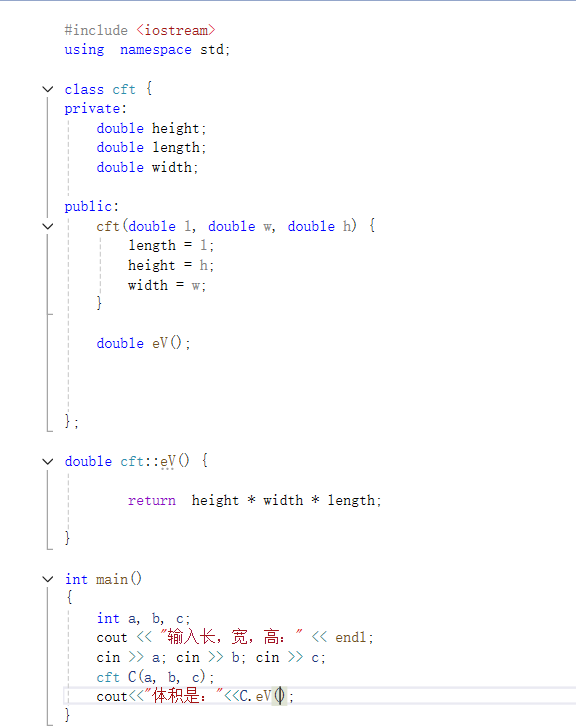 #include <iostream>
using  namespace std;
class cft {
private:
    double height;
    double length;
    double width;
public:
    cft(double l, double w, double h) {
        length = l;
        height = h;
        width = w;
    }
    double eV();
};
double cft::eV() {
        return  height * width * length;
}
int main()
{
    int a, b, c;
    cout << "输入长，宽，高：" << endl;
    cin >> a; cin >> b; cin >> c;
    cft C(a, b, c);
    cout<<"体积是："<<C.eV();
}